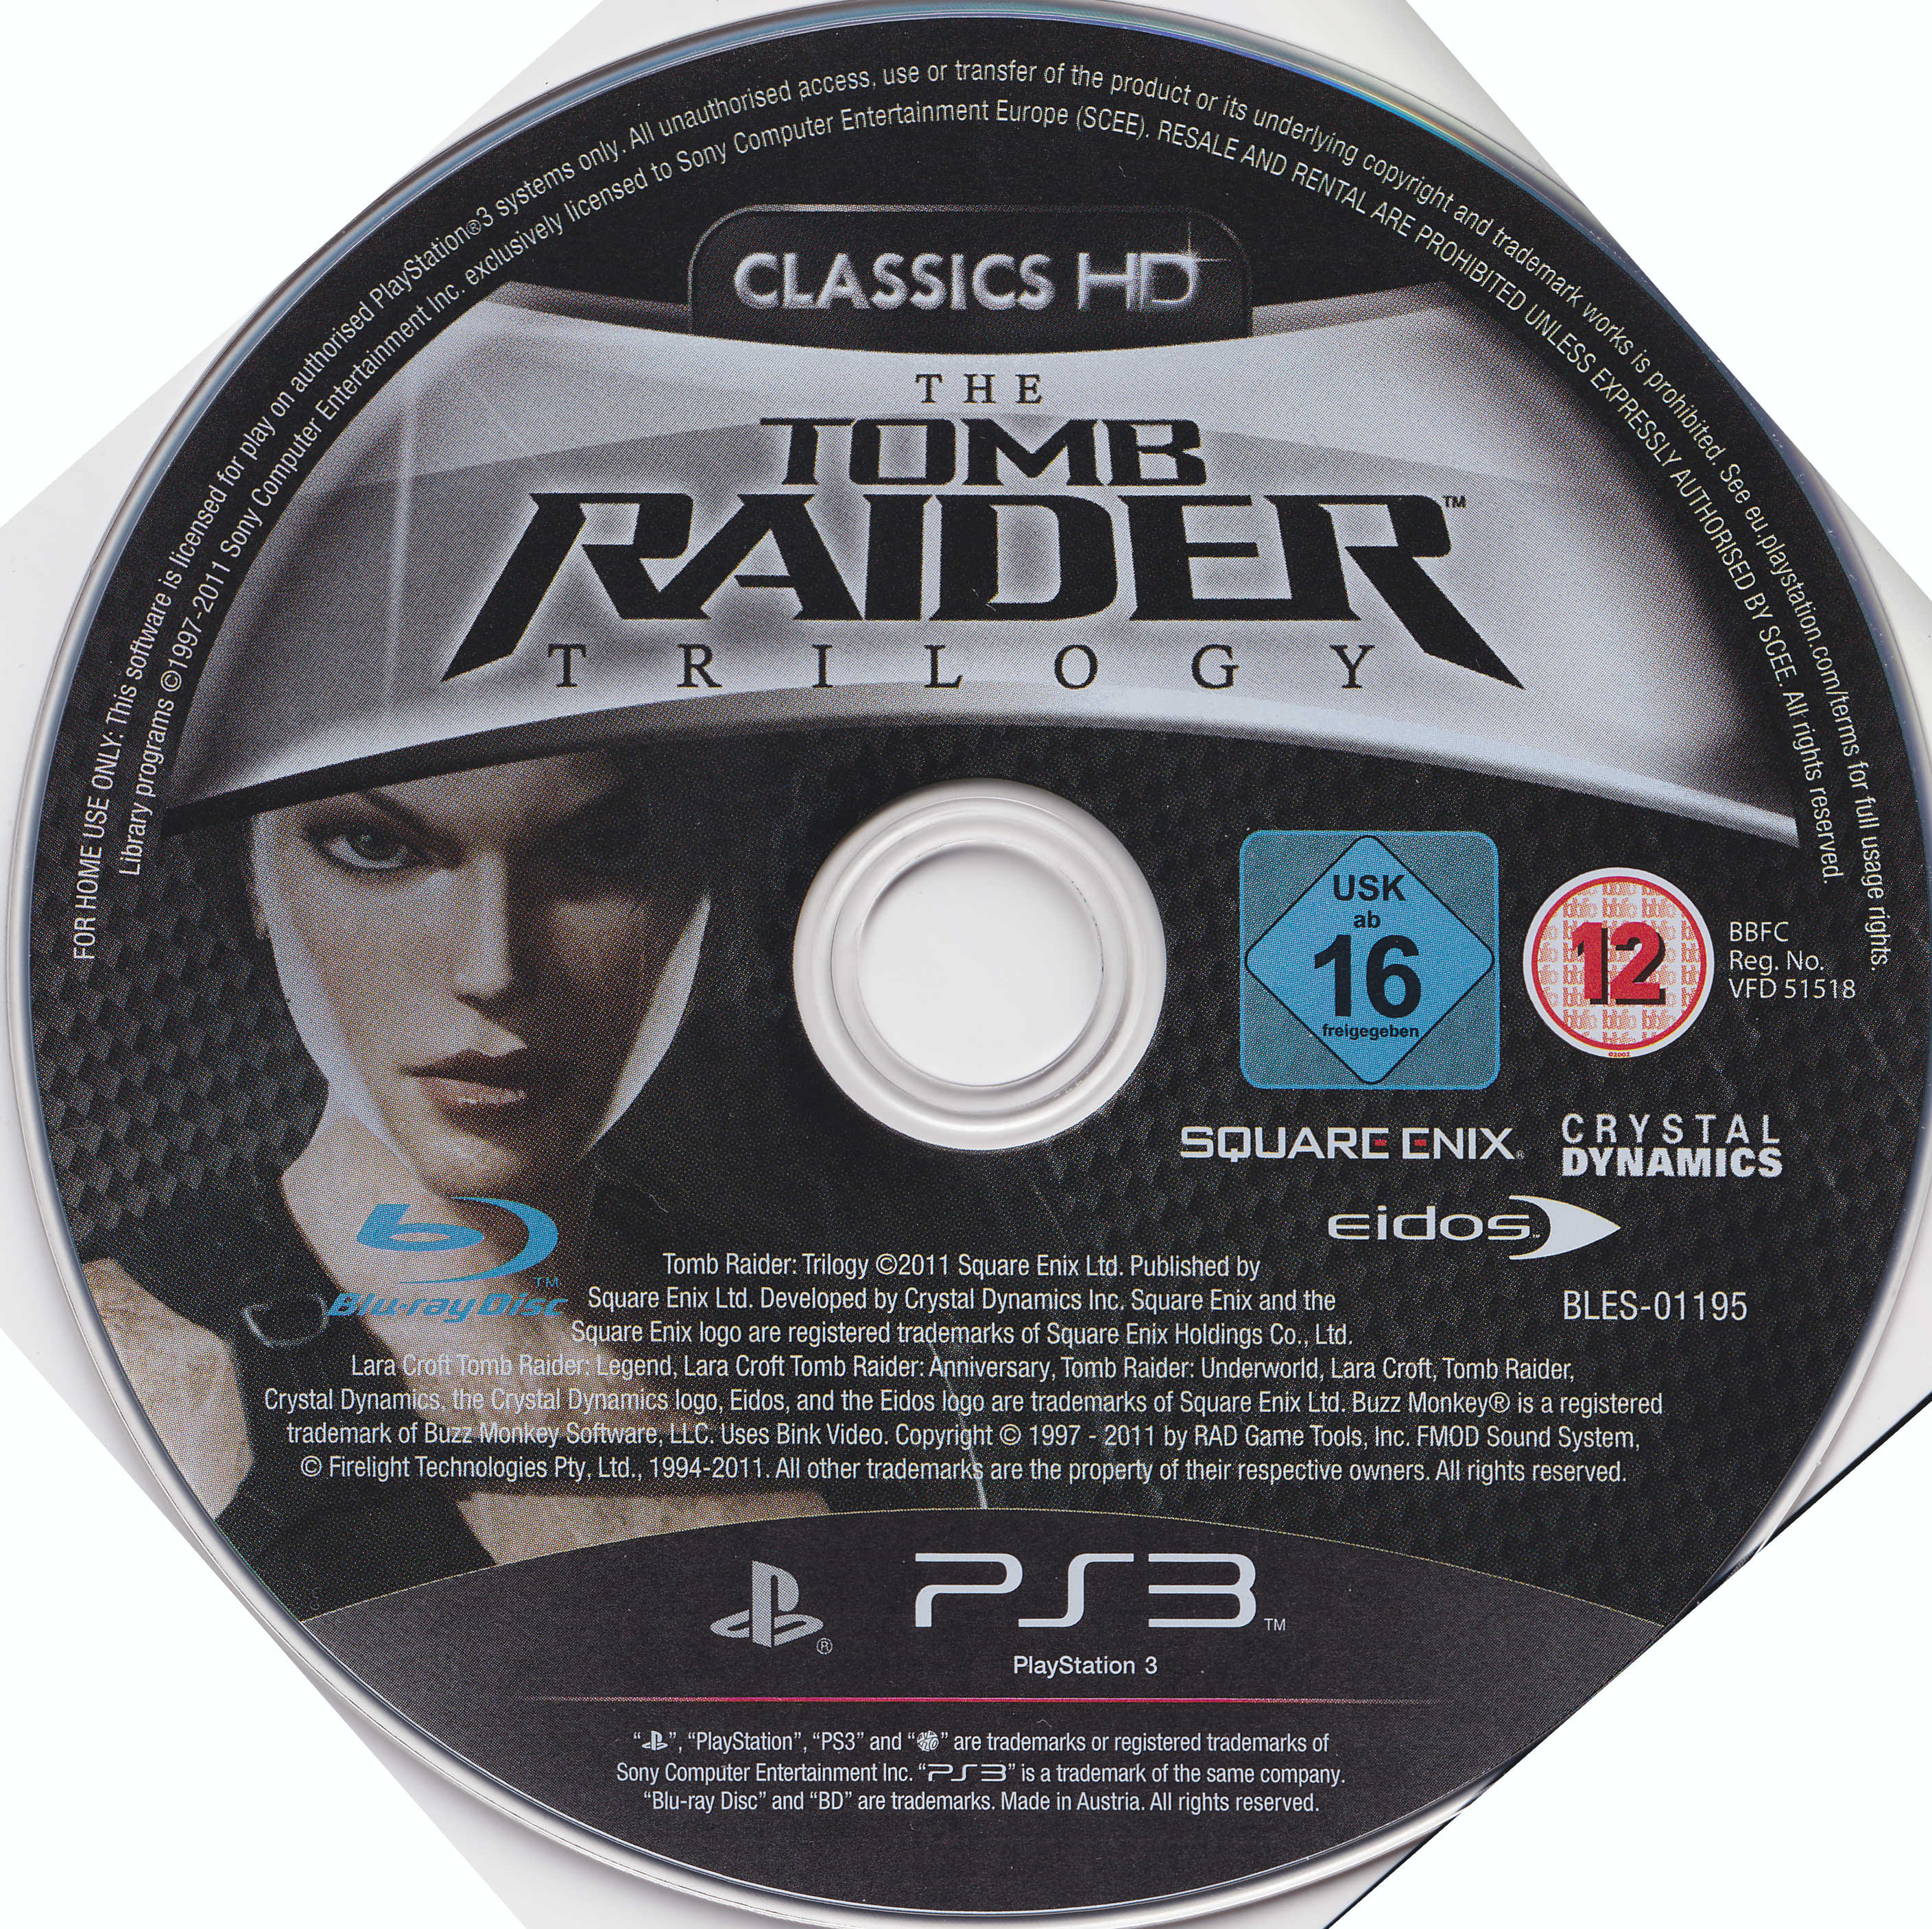 FOR HOME USE ONLY: This software is licensed for play on authorised PlayStation®3 systems only. All unauthorised access, use or transfer of the product or its underlying copyright and trademark works is prohibited. See eu.playstation.com/terms for full usage rights.
Library programs ©1997-2011 Sony Computer Entertainment Inc. exclusively licensed to Sony Computer Entertainment Europe (SCEE). RESALE AND RENTAL ARE PROHIBITED UNLESS EXPRESSLY AUTHORISED BY SCEE. All rights reserved.
CLASSICS HD
THE
TOMB
RAIDER™
TRILOGY
USK
ab
16
freigegeben
12
©2002
BBFC
Reg. No.
VFD 51518
SQUARE ENIX®
CRYSTAL
DYNAMICS
eidos™
Blu-ray Disc™
BLES-01195
Tomb Raider: Trilogy ©2011 Square Enix Ltd. Published by
Square Enix Ltd. Developed by Crystal Dynamics Inc. Square Enix and the
Square Enix logo are registered trademarks of Square Enix Holdings Co., Ltd.
Lara Croft Tomb Raider: Legend, Lara Croft Tomb Raider: Anniversary, Tomb Raider: Underworld, Lara Croft, Tomb Raider,
Crystal Dynamics, the Crystal Dynamics logo, Eidos, and the Eidos logo are trademarks of Square Enix Ltd. Buzz Monkey® is a registered
trademark of Buzz Monkey Software, LLC. Uses Bink Video. Copyright © 1997 - 2011 by RAD Game Tools, Inc. FMOD Sound System,
© Firelight Technologies Pty, Ltd., 1994-2011. All other trademarks are the property of their respective owners. All rights reserved.
® PS3™
PlayStation 3
“ ”, “PlayStation”, “PS3” and “ ” are trademarks or registered trademarks of
Sony Computer Entertainment Inc. “PS3” is a trademark of the same company.
“Blu-ray Disc” and “BD” are trademarks. Made in Austria. All rights reserved.